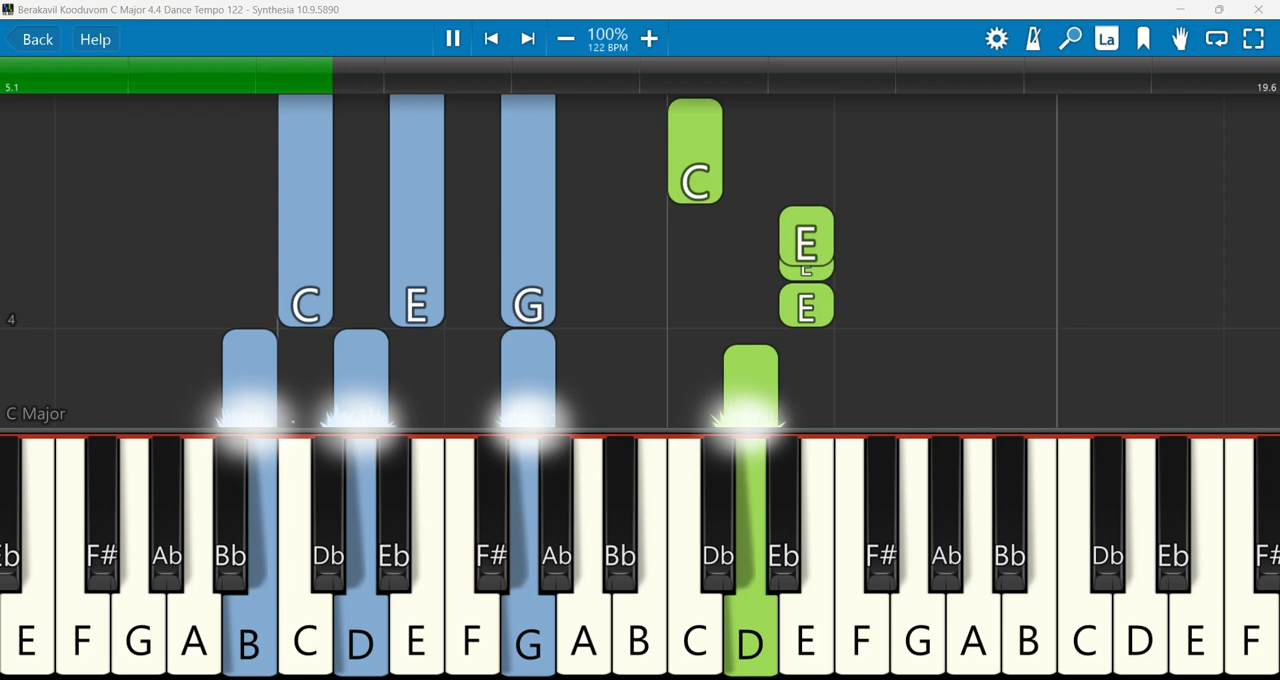 Berakavil Kooduvom C Major 4.4 Dance Tempo 122 - Synthesia 10.9.5890
Back Help 100% La
122 BPM
5.1 19.6
C
E
E
C E G E
4
C Major
Eb F# Ab Bb Db Eb F# Ab Bb Db Eb F# Ab Bb Db Eb F#
E F G A B C D E F G A B C D E F G A B C D E F